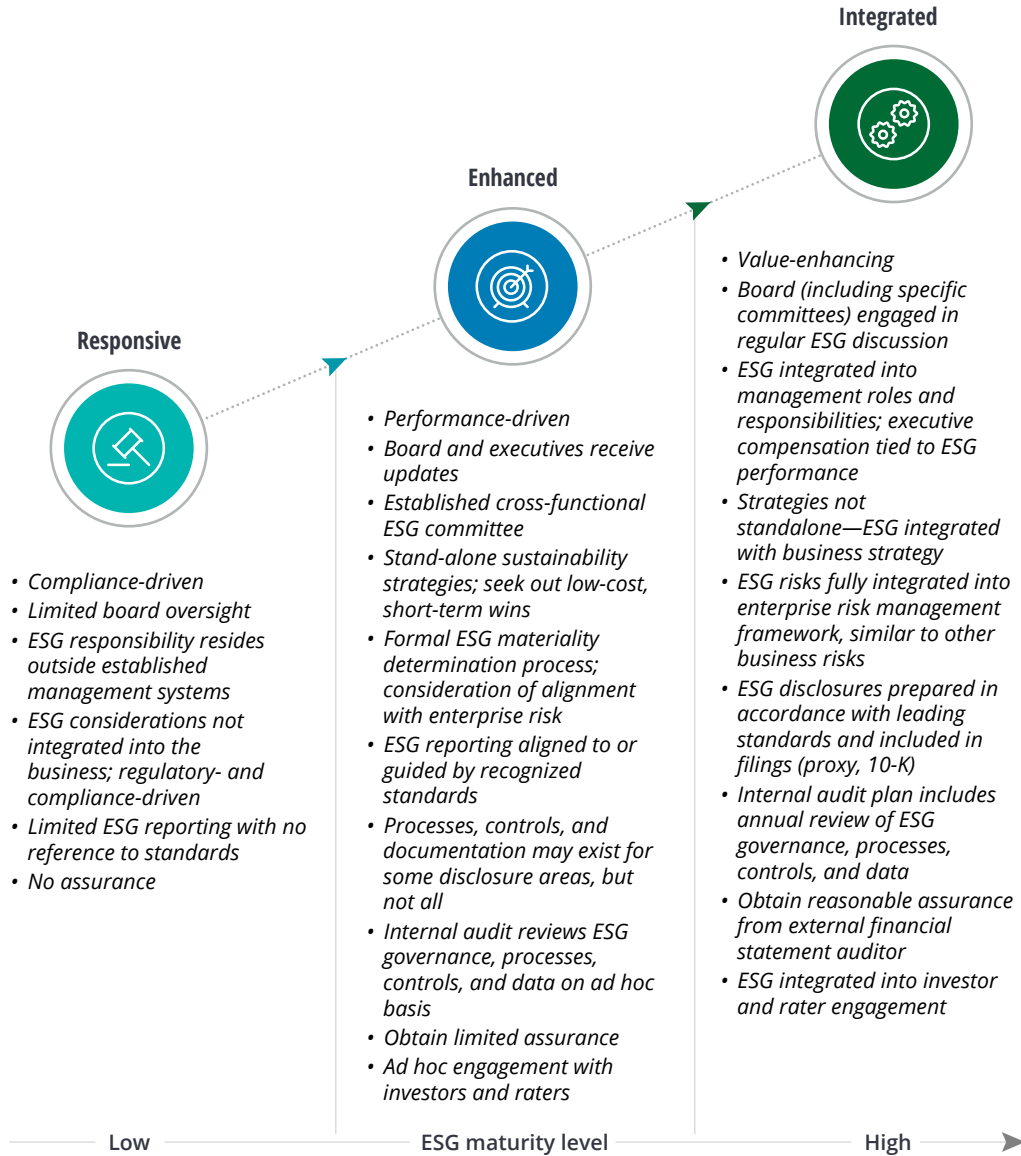 Integrated
Enhanced
Responsive
• Compliance-driven
• Limited board oversight
• ESG responsibility resides
outside established
management systems
• ESG considerations not
integrated into the
business; regulatory- and
compliance-driven
• Limited ESG reporting with no
reference to standards
• No assurance
• Performance-driven
• Board and executives receive
updates
• Established cross-functional
ESG committee
• Stand-alone sustainability
strategies; seek out low-cost,
short-term wins
• Formal ESG materiality
determination process;
consideration of alignment
with enterprise risk
• ESG reporting aligned to or
guided by recognized
standards
• Processes, controls, and
documentation may exist for
some disclosure areas, but
not all
• Internal audit reviews ESG
governance, processes,
controls, and data on ad hoc
basis
• Obtain limited assurance
• Ad hoc engagement with
investors and raters
• Value-enhancing
• Board (including specific
committees) engaged in
regular ESG discussion
• ESG integrated into
management roles and
responsibilities; executive
compensation tied to ESG
performance
• Strategies not
standalone—ESG integrated
with business strategy
• ESG risks fully integrated into
enterprise risk management
framework, similar to other
business risks
• ESG disclosures prepared in
accordance with leading
standards and included in
filings (proxy, 10-K)
• Internal audit plan includes
annual review of ESG
governance, processes,
controls, and data
• Obtain reasonable assurance
from external financial
statement auditor
• ESG integrated into investor
and rater engagement
Low
ESG maturity level
High